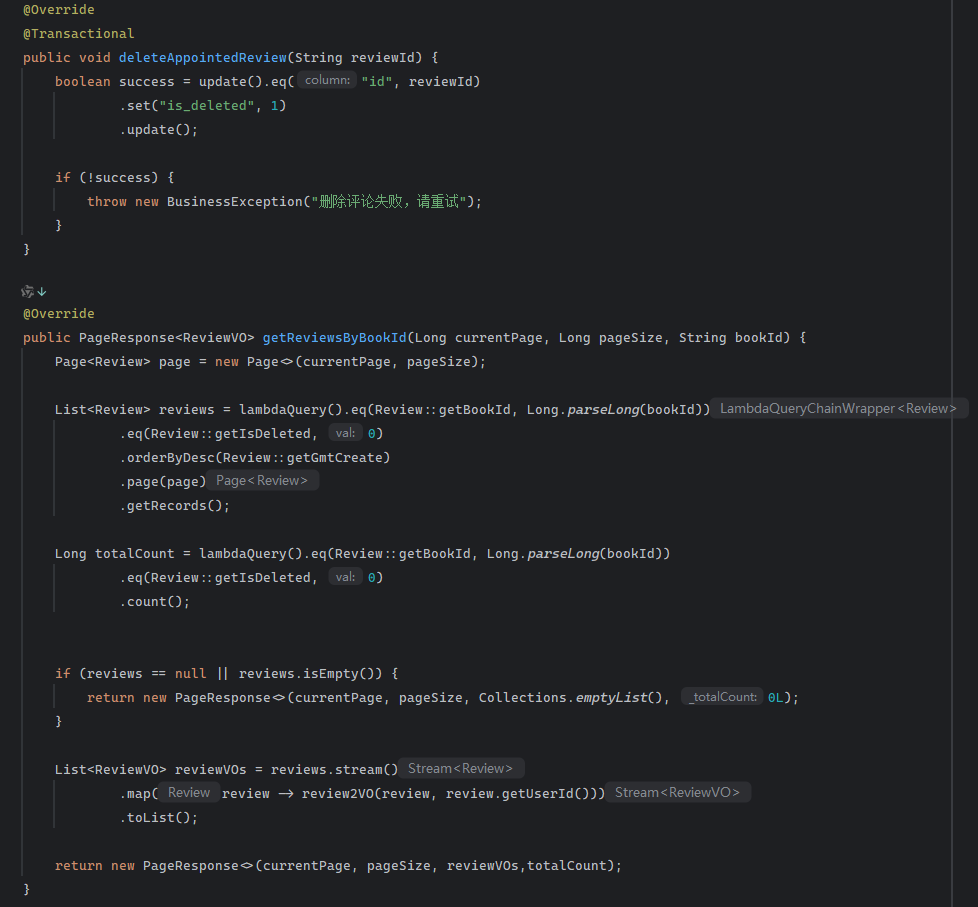 @Override
@Transactional
public void deleteAppointedReview(String reviewId) {
    boolean success = update().eq( column: "id", reviewId)
            .set("is_deleted", 1)
            .update();

    if (!success) {
        throw new BusinessException("删除评论失败，请重试");
    }
}

@Override
public PageResponse<ReviewVO> getReviewsByBookId(Long currentPage, Long pageSize, String bookId) {
    Page<Review> page = new Page<>(currentPage, pageSize);

    List<Review> reviews = lambdaQuery().eq(Review::getBookId, Long.parseLong(bookId)) LambdaQueryChainWrapper<Review>
            .eq(Review::getIsDeleted, val: 0)
            .orderByDesc(Review::getGmtCreate)
            .page(page) Page<Review>
            .getRecords();

    Long totalCount = lambdaQuery().eq(Review::getBookId, Long.parseLong(bookId))
            .eq(Review::getIsDeleted, val: 0)
            .count();


    if (reviews == null || reviews.isEmpty()) {
        return new PageResponse<>(currentPage, pageSize, Collections.emptyList(), _totalCount: 0L);
    }

    List<ReviewVO> reviewVOs = reviews.stream() Stream<Review>
            .map( Review review -> review2VO(review, review.getUserId())) Stream<ReviewVO>
            .toList();

    return new PageResponse<>(currentPage, pageSize, reviewVOs,totalCount);
}